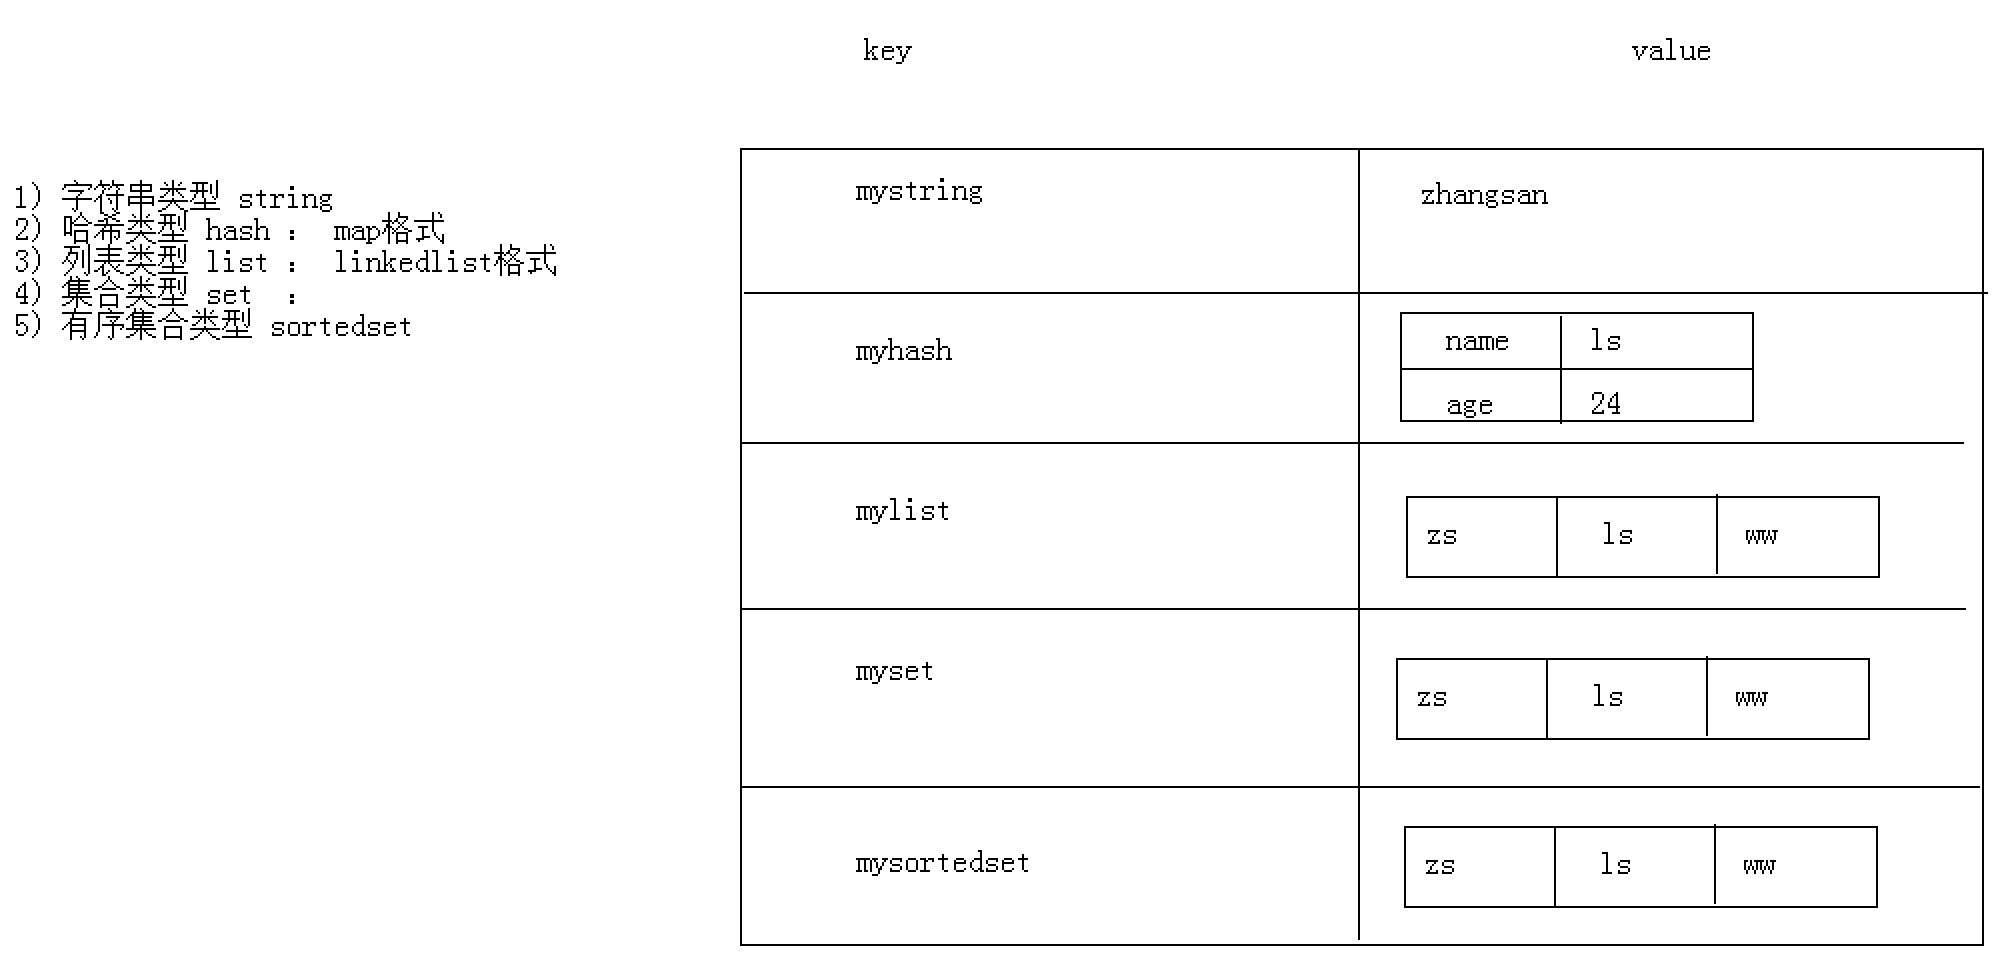 key value
1) 字符串类型 string
2) 哈希类型 hash ： map格式
3) 列表类型 list ： linkedlist格式
4) 集合类型 set ：
5) 有序集合类型 sortedset
mystring zhangsan
myhash
name ls
age 24
mylist
zs ls ww
myset
zs ls ww
mysortedset
zs ls ww